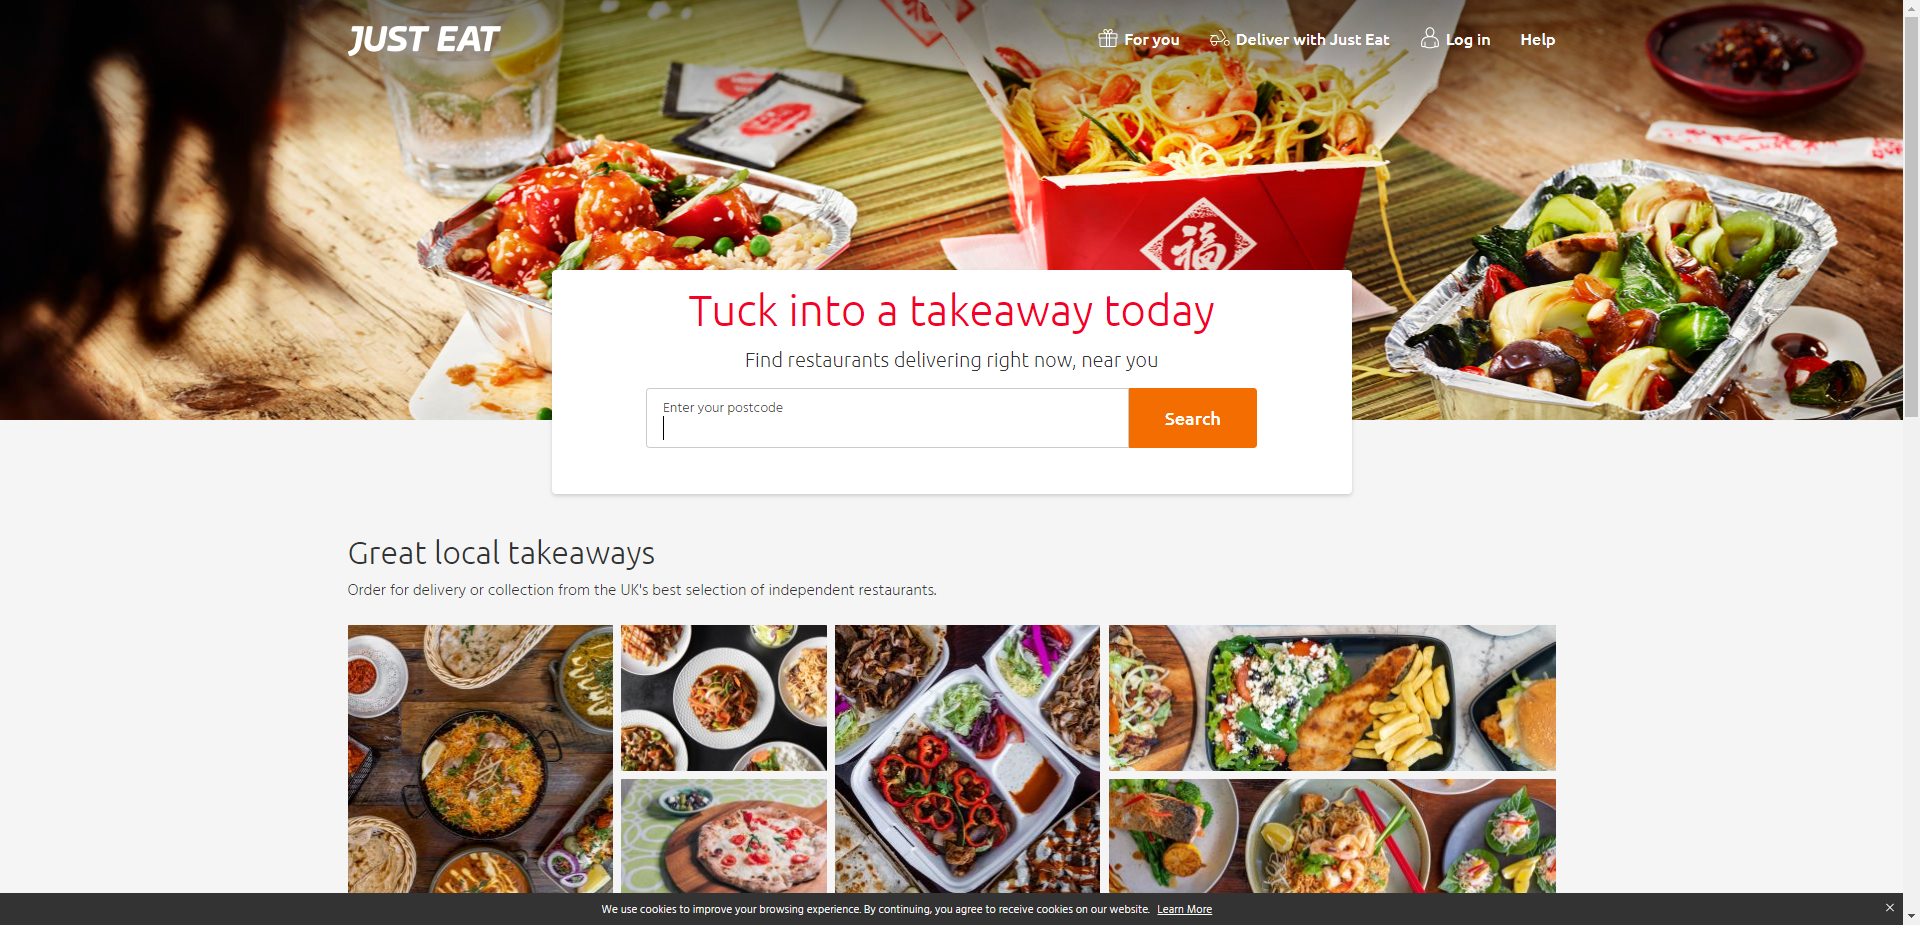 JUST EAT
For you
Deliver with Just Eat
Log in
Help
福
Tuck into a takeaway today
Find restaurants delivering right now, near you
Enter your postcode
Search
Great local takeaways
Order for delivery or collection from the UK's best selection of independent restaurants.
We use cookies to improve your browsing experience. By continuing, you agree to receive cookies on our website. Learn More